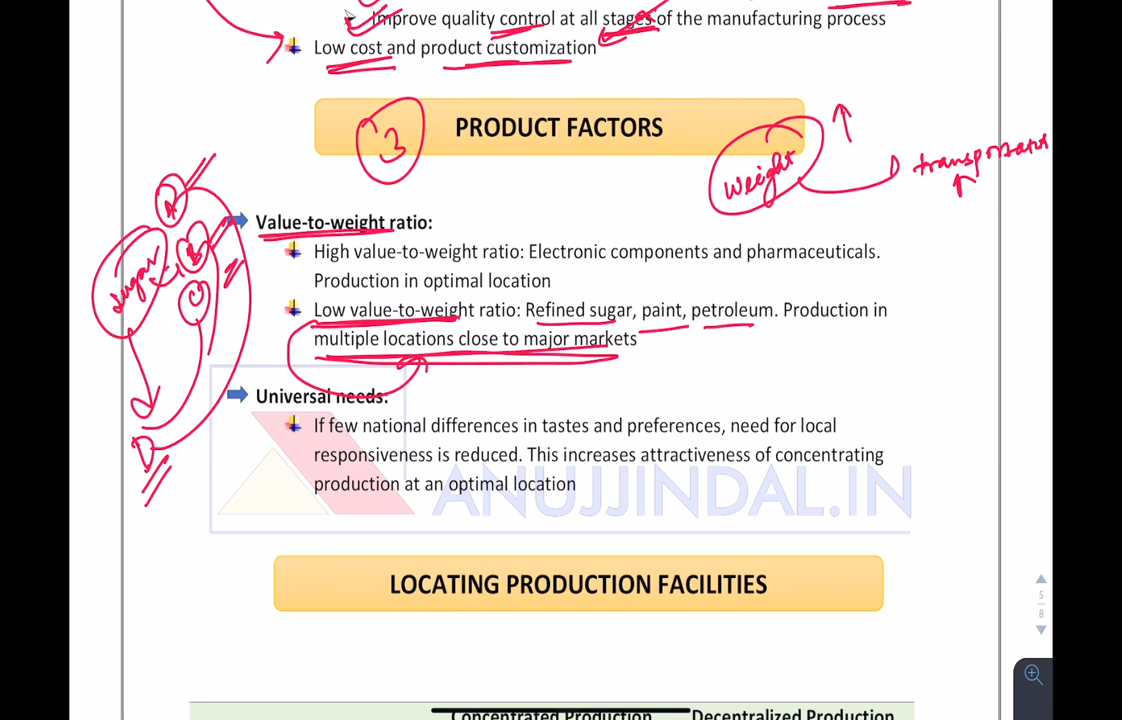 Improve quality control at all stages of the manufacturing process
Low cost and product customization
3
PRODUCT FACTORS
Weight
transportation
A
Value-to-weight ratio:
B
Sugar
High value-to-weight ratio: Electronic components and pharmaceuticals.
Production in optimal location
C
Low value-to-weight ratio: Refined sugar, paint, petroleum. Production in
multiple locations close to major markets
Universal needs:
If few national differences in tastes and preferences, need for local
D
responsiveness is reduced. This increases attractiveness of concentrating
production at an optimal location
ANUJJINDAL.IN
LOCATING PRODUCTION FACILITIES
5
8
Concentrated Production Decentralized Production